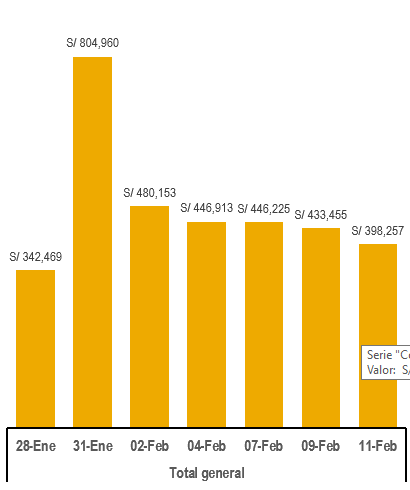 S/ 804,960
S/ 480,153
S/ 446,913
S/ 446,225
S/ 433,455
S/ 398,257
S/ 342,469
Serie
Valor: S/
28-Ene 31-Ene 02-Feb 04-Feb 07-Feb 09-Feb 11-Feb
Total general